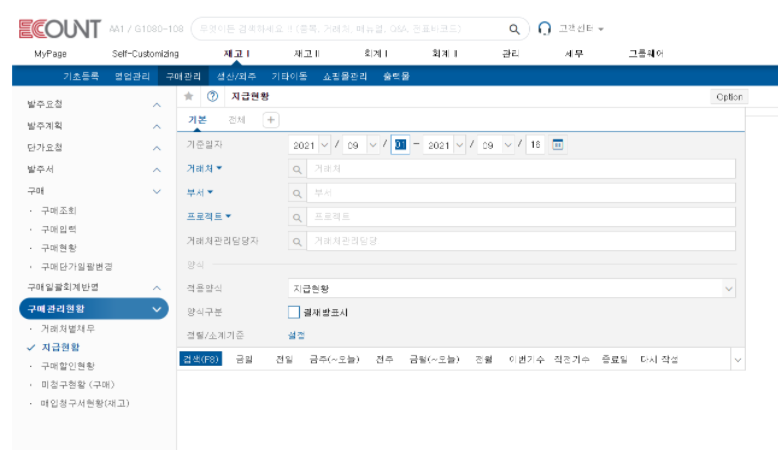 ECOUNT AA1 / G1080-108 무엇이든 검색하세요 !! (품목, 거래처, 메뉴얼, Q&A, 전표바코드) 고객센터
MyPage Self-Customizing 재고 I 재고 II 회계 I 회계 II 관리 세무 그룹웨어
기초등록 영업관리 구매관리 생산/외주 기타이동 쇼핑몰관리 출력물
발주요청
발주계획
단가요청
발주서
구매
· 구매조회
· 구매입력
· 구매현황
· 구매단가일괄변경
구매일괄회계반영
구매관리현황
· 거래처별채무
지급현황
· 구매할인현황
· 미청구현황 (구매)
· 매입청구서현황(재고)
지급현황 Option
기본 전체 +
기준일자 2021 / 09 / 01 - 2021 / 09 / 16
거래처 거래처
부서 부서
프로젝트 프로젝트
거래처관리담당자 거래처관리담당
양식
적용양식 지급현황
양식구분 결재방표시
정렬/소계기준 설정
검색(F8) 금일 전일 금주(~오늘) 전주 금월(~오늘) 전월 이번기수 직전기수 종료일 다시 작성